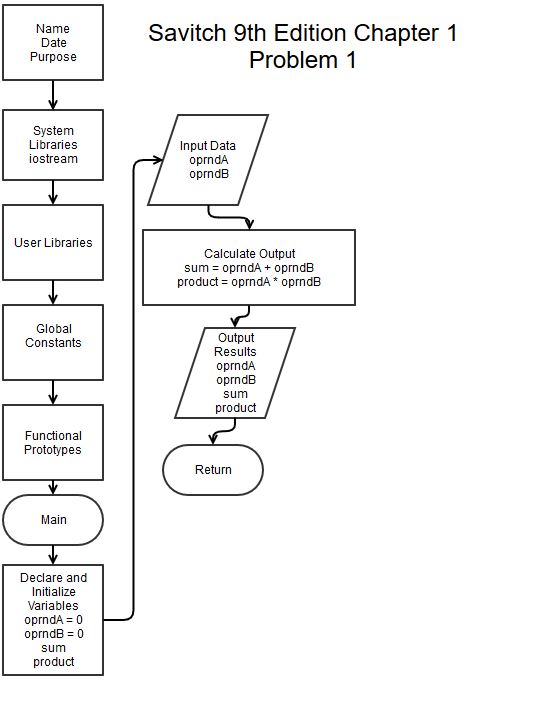 Savitch 9th Edition Chapter 1
Problem 1
Name
Date
Purpose
System
Libraries
iostream
User Libraries
Global
Constants
Functional
Prototypes
Main
Declare and
Initialize
Variables
oprndA = 0
oprndB = 0
sum
product
Input Data
oprndA
oprndB
Calculate Output
sum = oprndA + oprndB
product = oprndA * oprndB
Output
Results
oprndA
oprndB
sum
product
Return